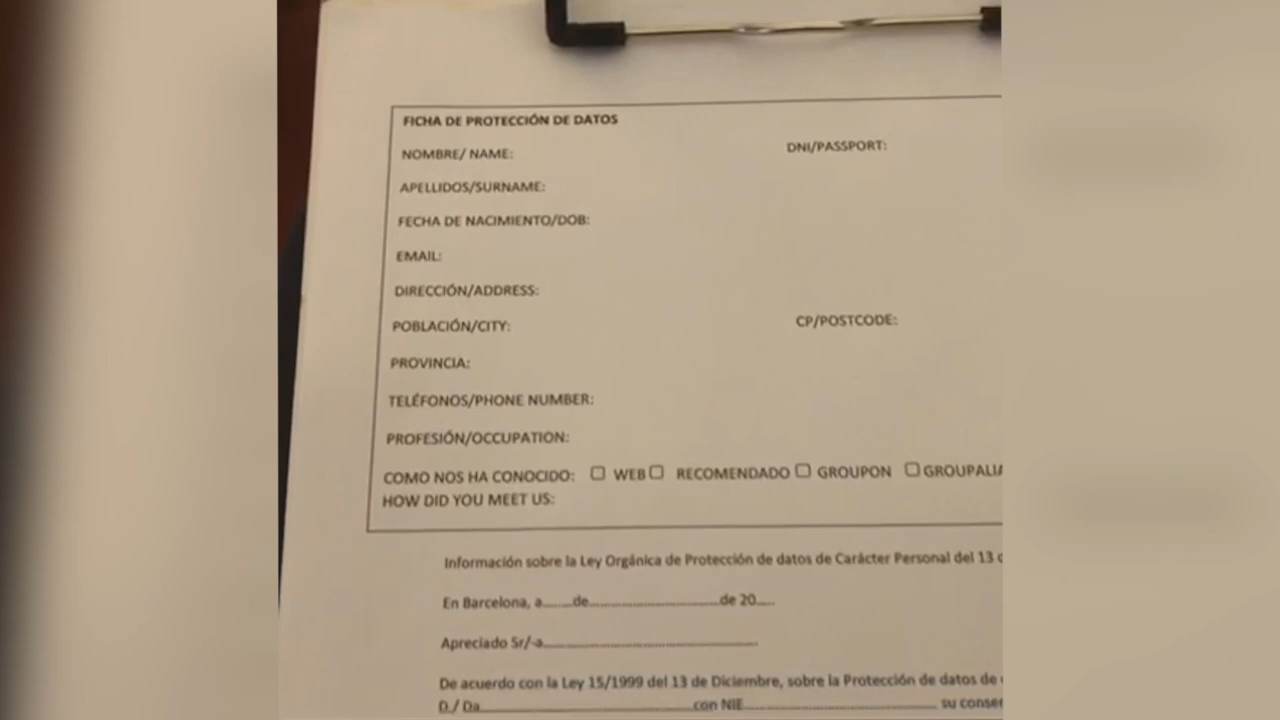 FICHA DE PROTECCIÓN DE DATOS
NOMBRE/ NAME: DNI/PASSPORT:
APELLIDOS/SURNAME:
FECHA DE NACIMIENTO/DOB:
EMAIL:
DIRECCIÓN/ADDRESS:
POBLACIÓN/CITY: CP/POSTCODE:
PROVINCIA:
TELÉFONOS/PHONE NUMBER:
PROFESIÓN/OCCUPATION:
COMO NOS HA CONOCIDO: ☐ WEB ☐ RECOMENDADO ☐ GROUPON ☐ GROUPALIA
HOW DID YOU MEET US:
Información sobre la Ley Orgánica de Protección de datos de Carácter Personal del 13
En Barcelona, a.......de...............................de 20.....
Apreciado Sr/-a...................................................
De acuerdo con la Ley 15/1999 del 13 de Diciembre, sobre la Protección de datos de
D./ Da..................................................con NIE.............................................. su